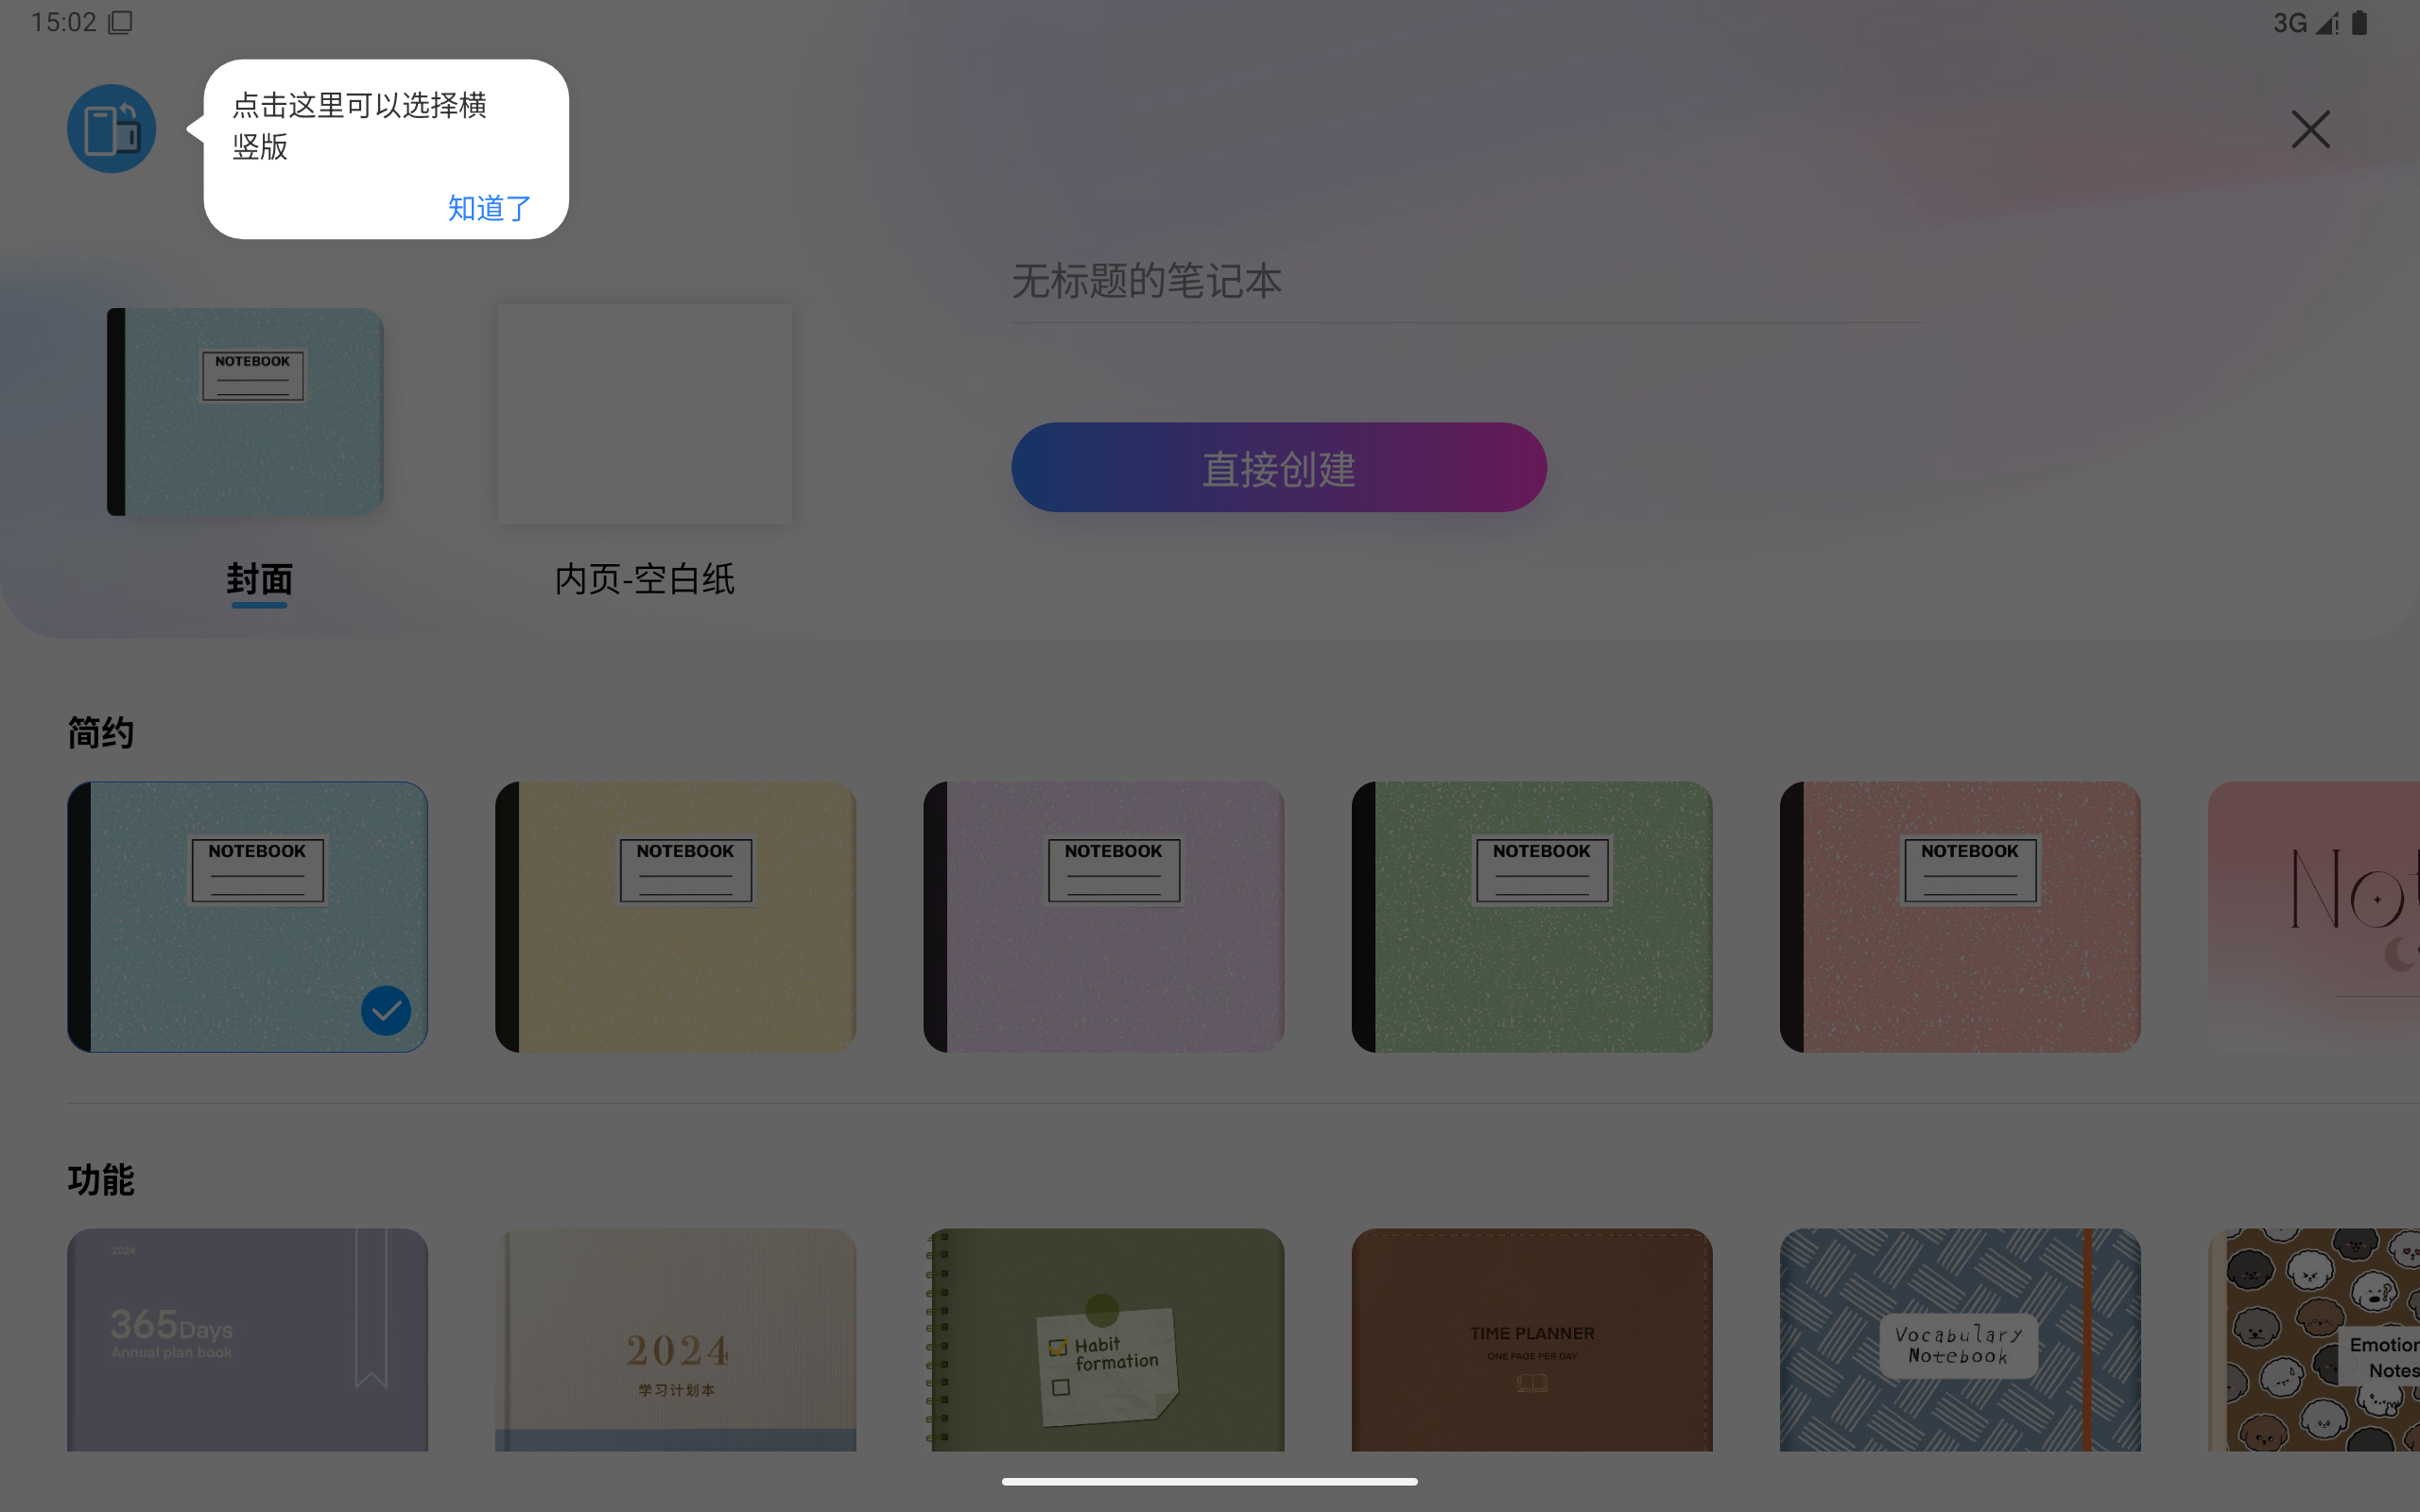 15:02
3G
点击这里可以选择横
竖版
知道了
无标题的笔记本
NOTEBOOK
直接创建
封面
内页-空白纸
简约
NOTEBOOK
NOTEBOOK
NOTEBOOK
NOTEBOOK
NOTEBOOK
功能
2024
365Days
Annual plan book
2024
学习计划本
Habit
formation
TIME PLANNER
ONE PAGE PER DAY
Vocabulary
Notebook
Notes